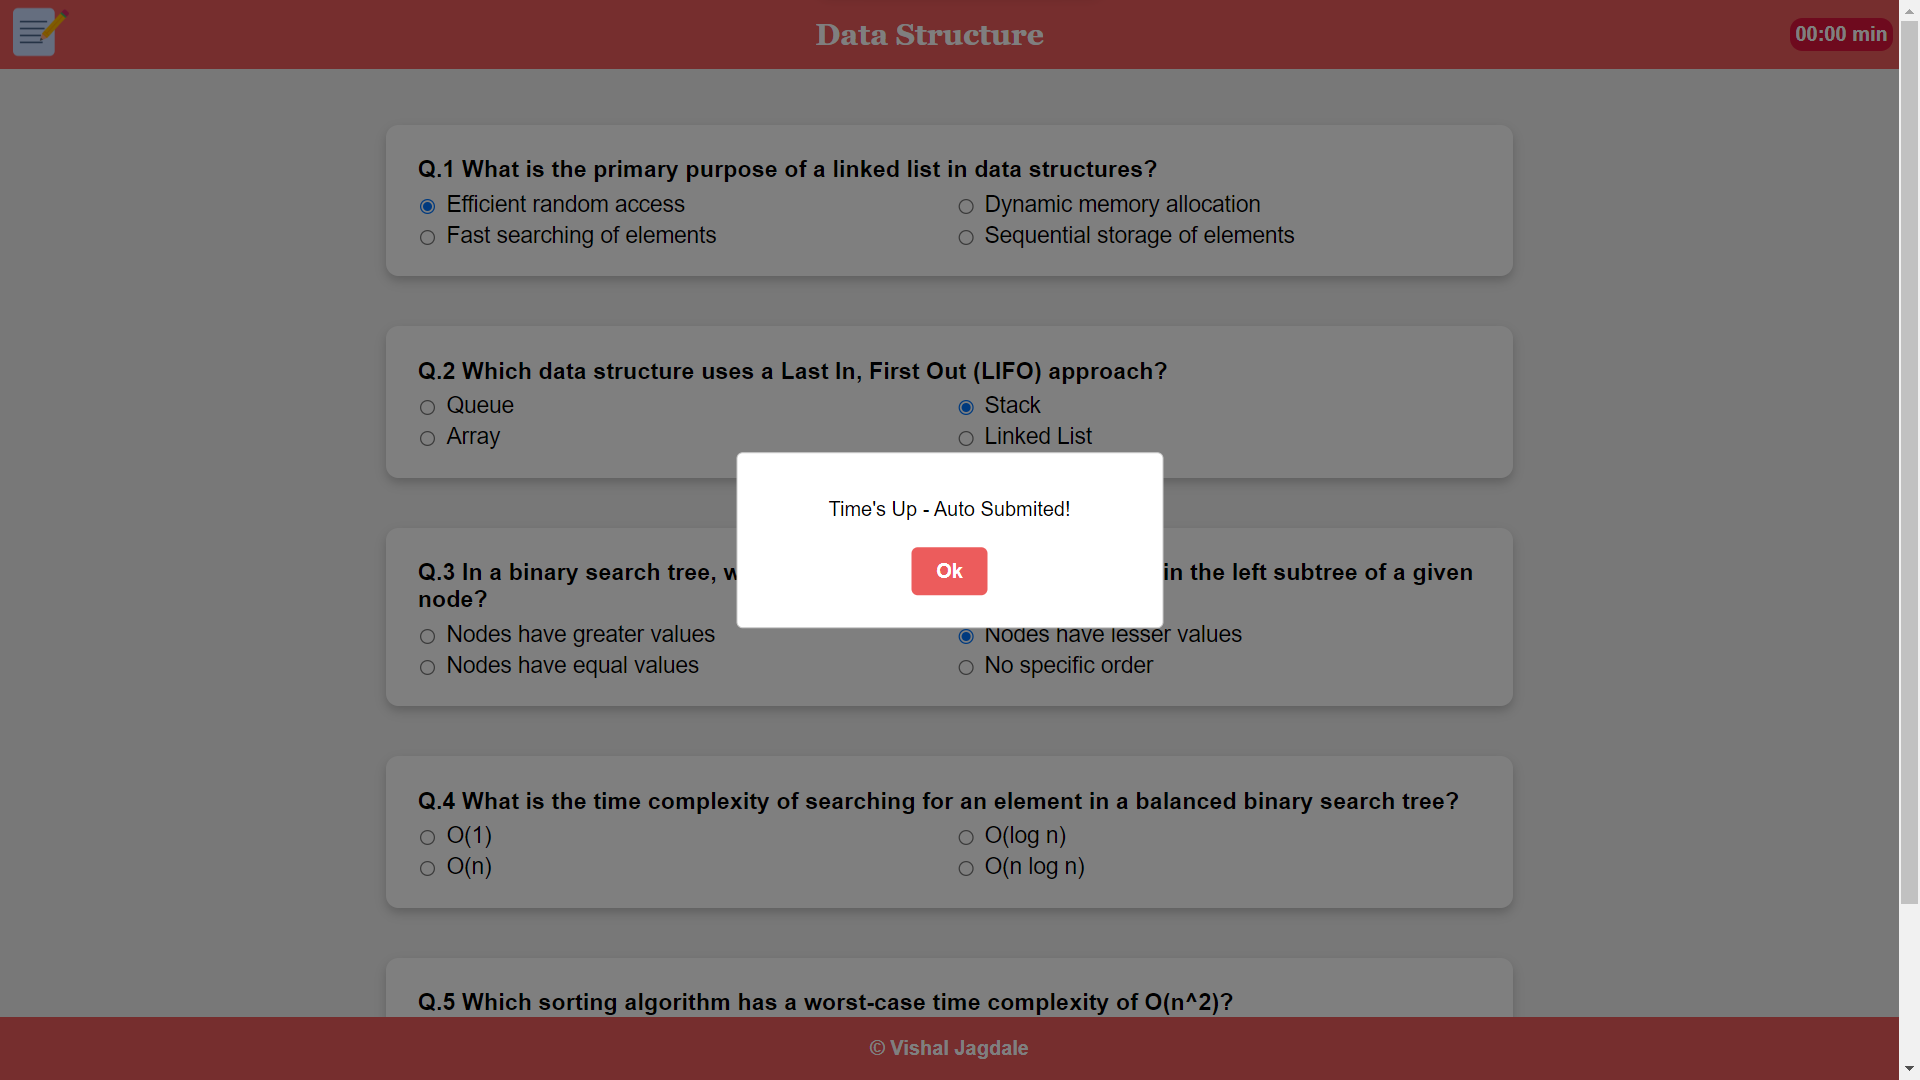 Data Structure
00:00 min
Q.1 What is the primary purpose of a linked list in data structures?
Efficient random access
Dynamic memory allocation
Fast searching of elements
Sequential storage of elements
Q.2 Which data structure uses a Last In, First Out (LIFO) approach?
Queue
Stack
Array
Linked List
Time's Up - Auto Submited!
Ok
Q.3 In a binary search tree, in the left subtree of a given
node?
Nodes have greater values
Nodes have lesser values
Nodes have equal values
No specific order
Q.4 What is the time complexity of searching for an element in a balanced binary search tree?
O(1)
O(log n)
O(n)
O(n log n)
Q.5 Which sorting algorithm has a worst-case time complexity of O(n^2)?
© Vishal Jagdale